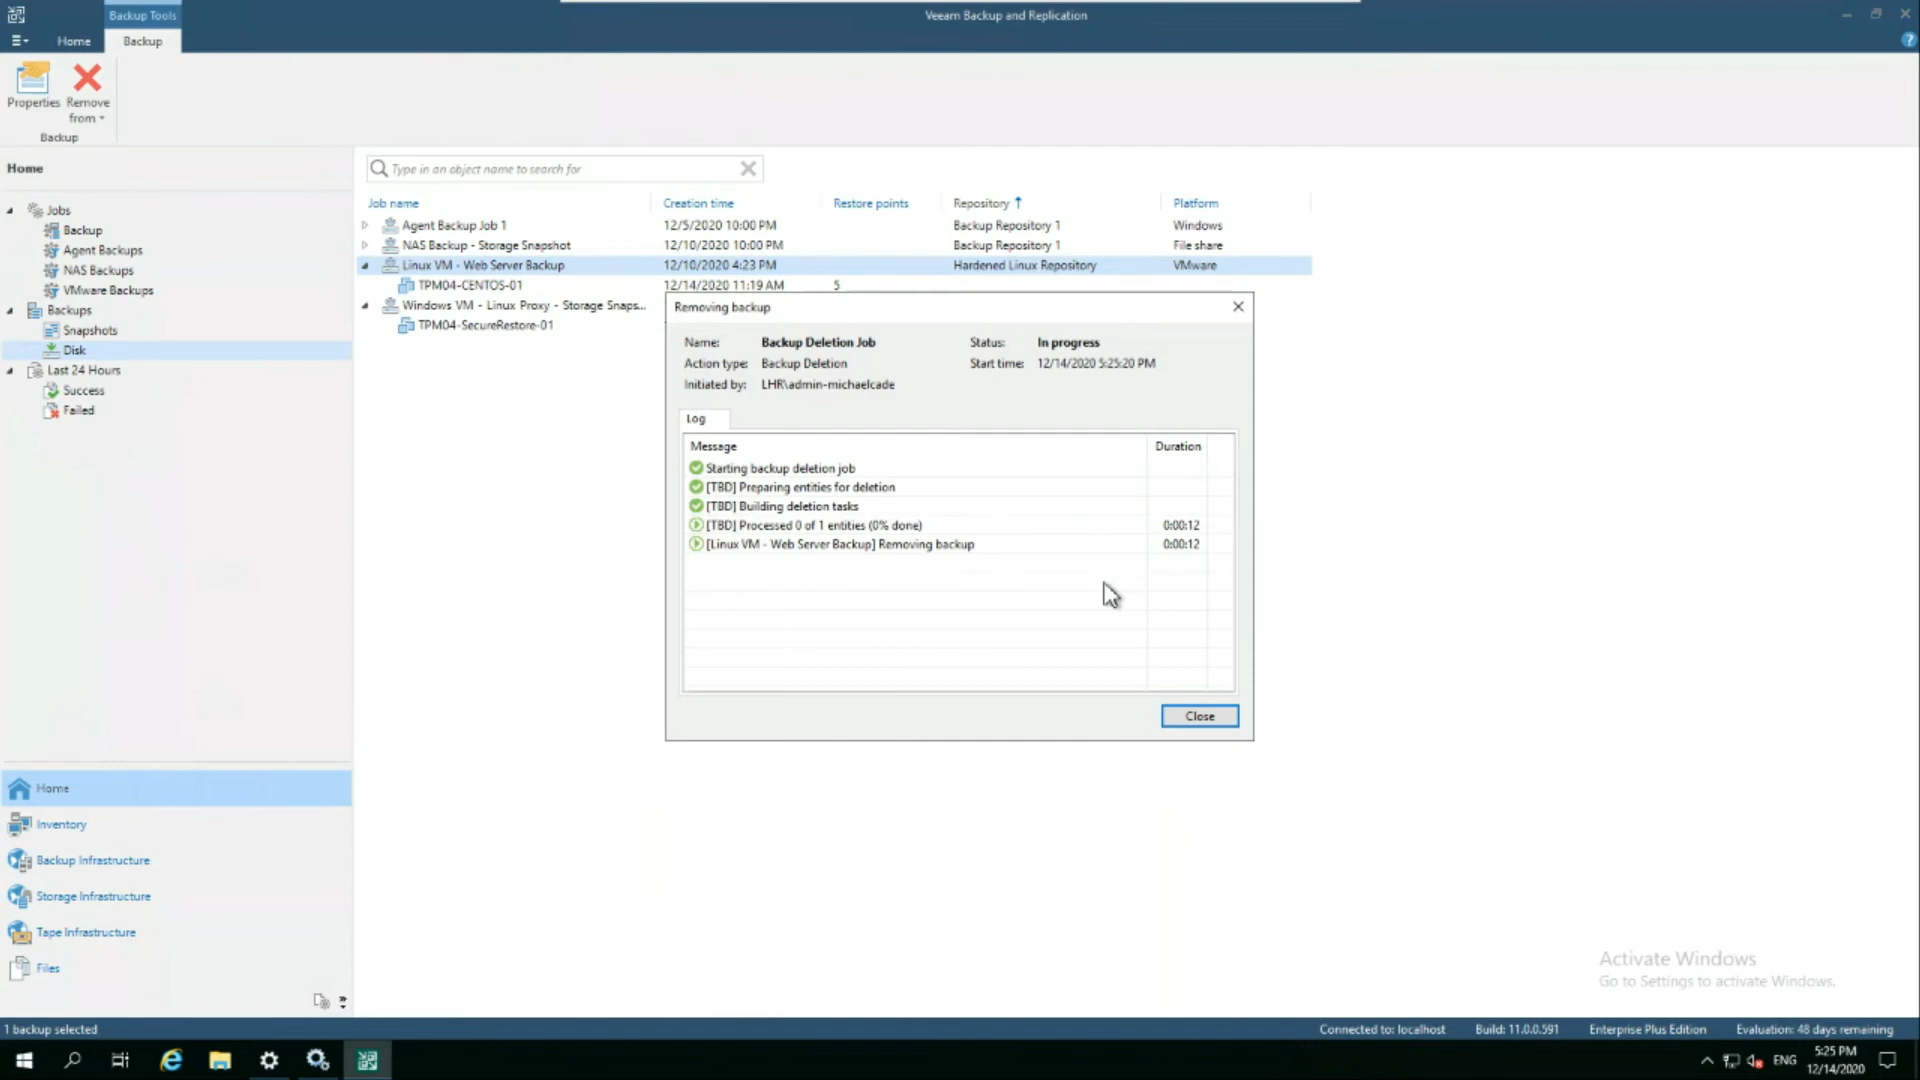 Backup Tools
Veeam Backup and Replication
Home
Backup
Properties
Remove from
Backup
Home
Jobs
Backup
Agent Backups
NAS Backups
VMware Backups
Backups
Snapshots
Disk
Last 24 Hours
Success
Failed
Type in an object name to search for
Job name Creation time Restore points Repository Platform
Agent Backup Job 1 12/5/2020 10:00 PM Backup Repository 1 Windows
NAS Backup - Storage Snapshot 12/10/2020 10:00 PM Backup Repository 1 File share
Linux VM - Web Server Backup 12/10/2020 4:23 PM Hardened Linux Repository VMware
TPM04-CENTOS-01 12/14/2020 11:19 AM 5
Windows VM - Linux Proxy - Storage Snaps...
TPM04-SecureRestore-01
Removing backup
Name: Backup Deletion Job Status: In progress
Action type: Backup Deletion Start time: 12/14/2020 5:25:20 PM
Initiated by: LHR\admin-michaelcade
Log
Message Duration
Starting backup deletion job
[TBD] Preparing entities for deletion
[TBD] Building deletion tasks
[TBD] Processed 0 of 1 entities (0% done) 0:00:12
[Linux VM - Web Server Backup] Removing backup 0:00:12
Close
Home
Inventory
Backup Infrastructure
Storage Infrastructure
Tape Infrastructure
Files
Activate Windows
Go to Settings to activate Windows.
1 backup selected
Connected to: localhost Build: 11.0.0.591 Enterprise Plus Edition Evaluation: 48 days remaining
ENG
5:25 PM
12/14/2020